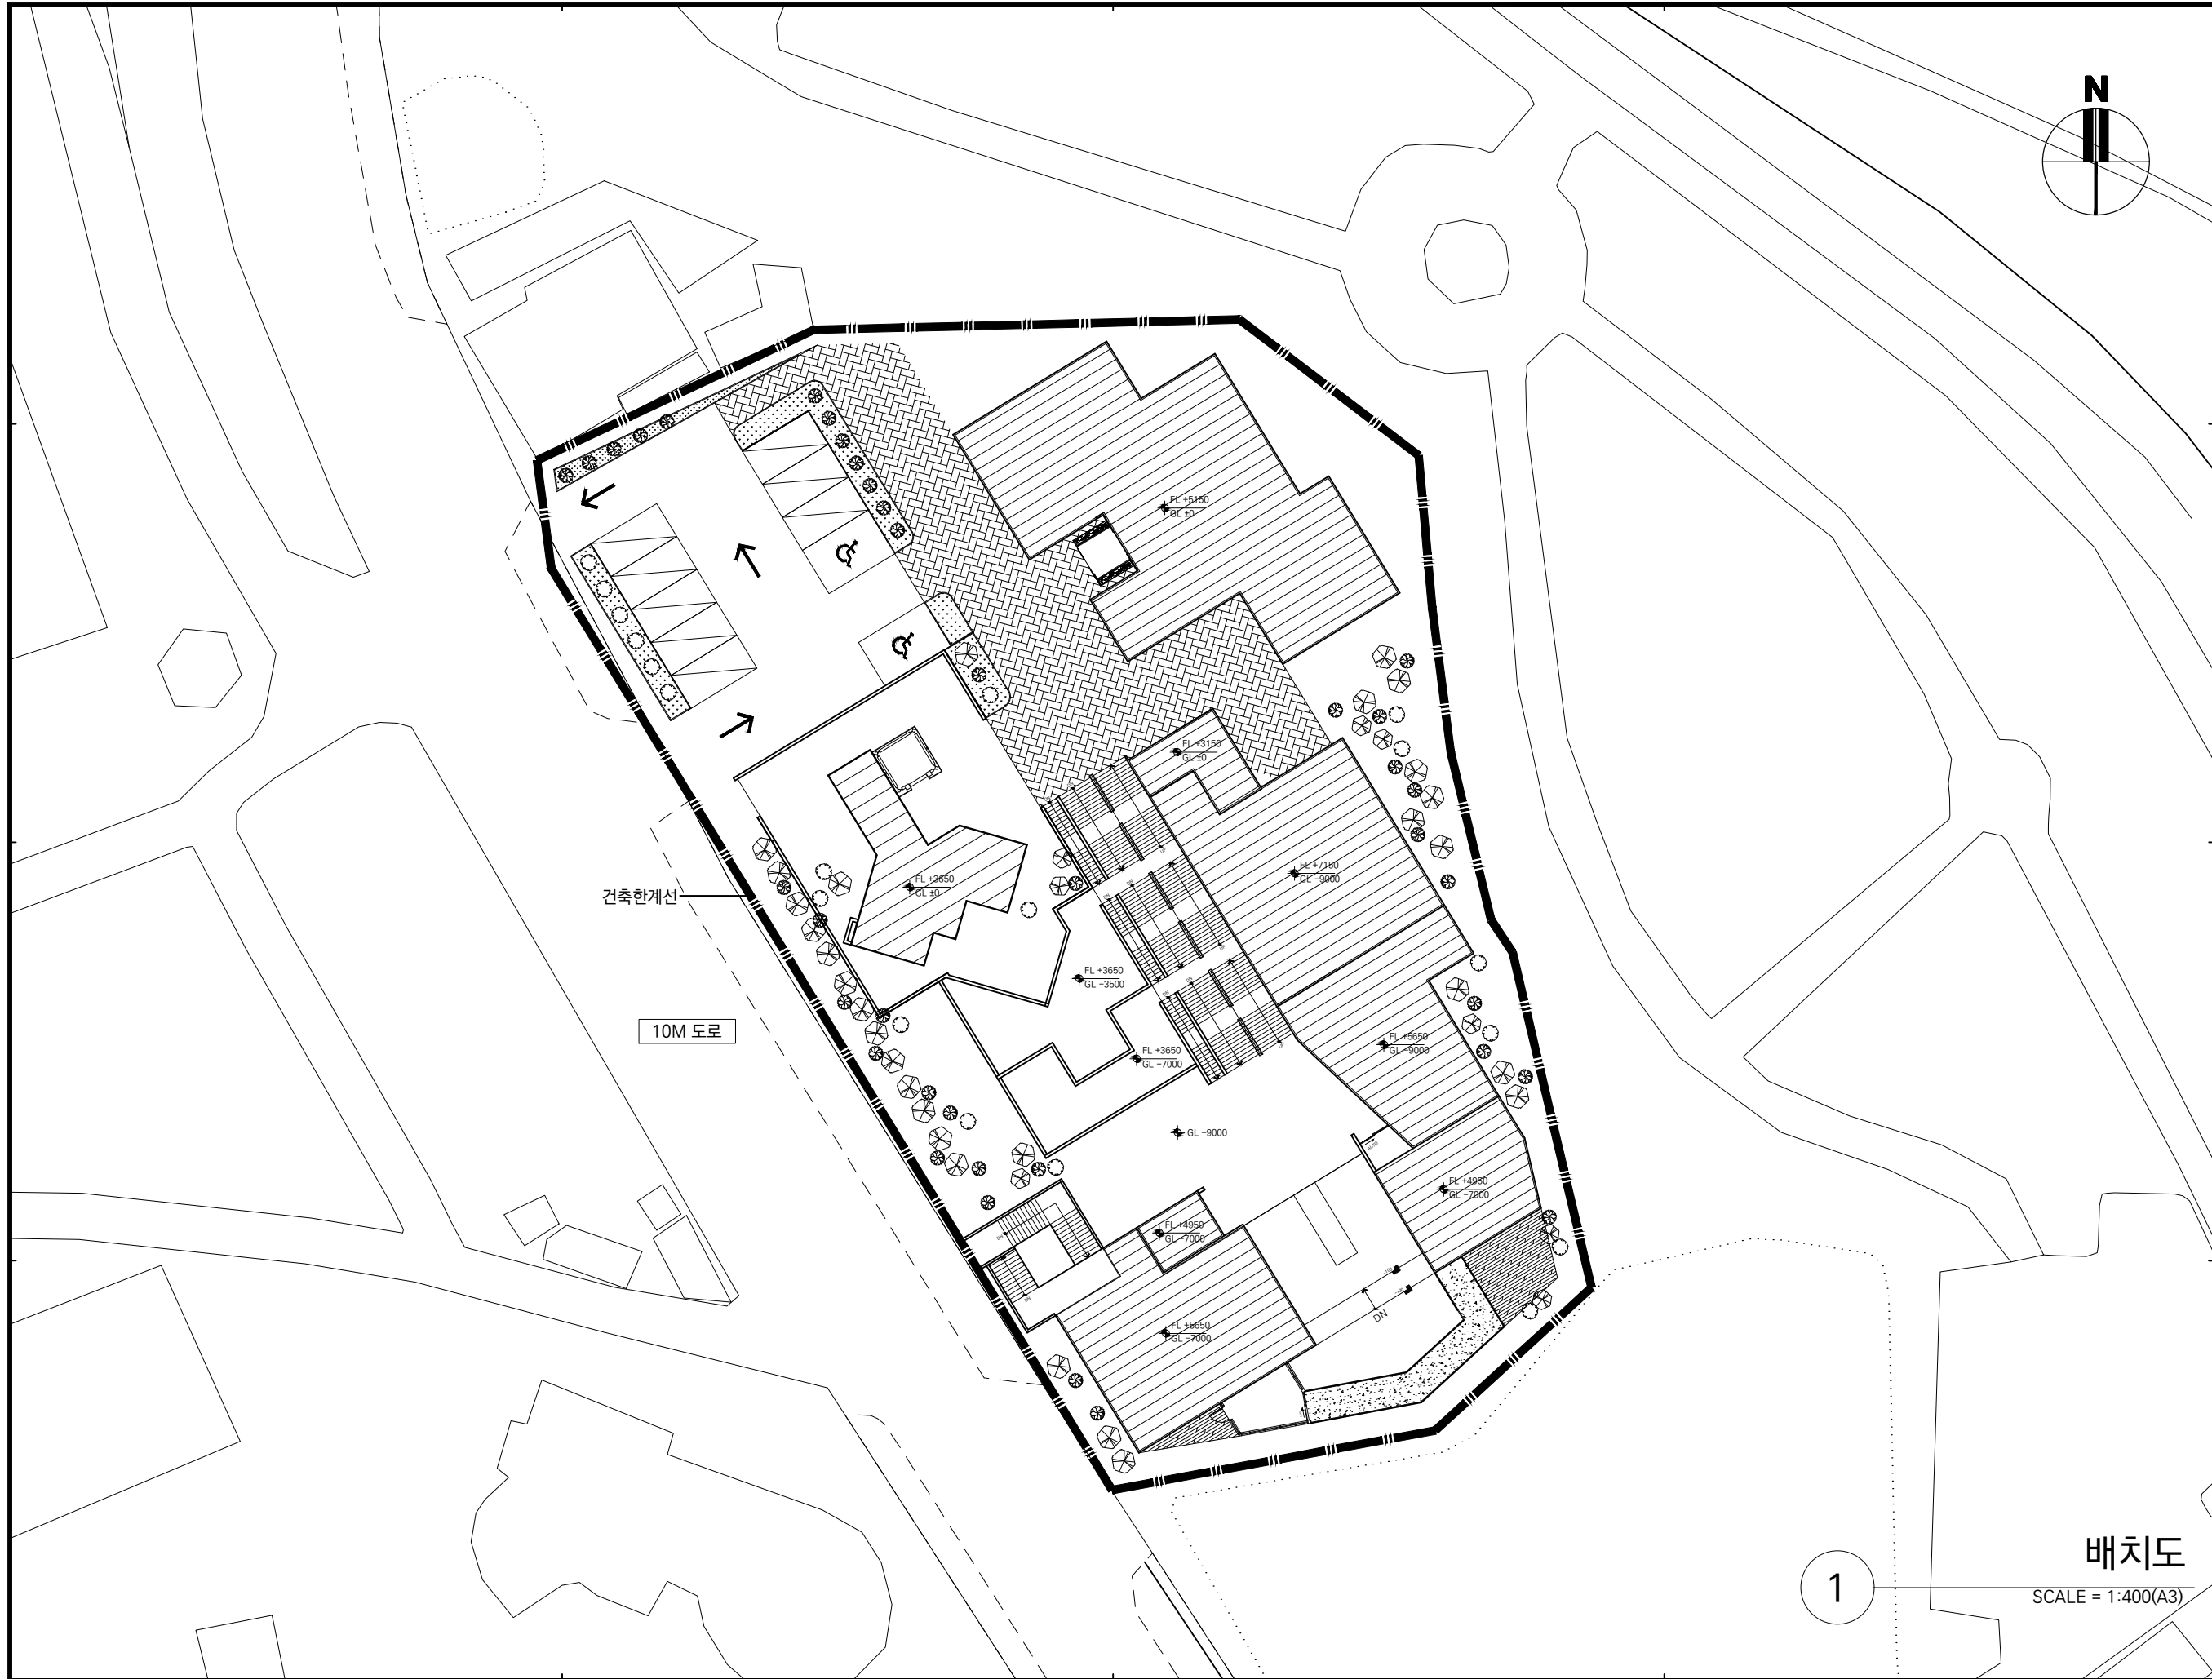 N
FL +5150
GL ±0
FL +3150
GL ±0
FL +7150
GL -9000
FL +3650
GL ±0
건축한계선
FL +3650
GL -3500
10M 도로
FL +5650
GL -9000
FL +3650
GL -7000
GL -9000
FL +4950
GL -7000
FL +4950
GL -7000
FL +5650
GL -7000
DN
배치도
1
SCALE = 1:400(A3)